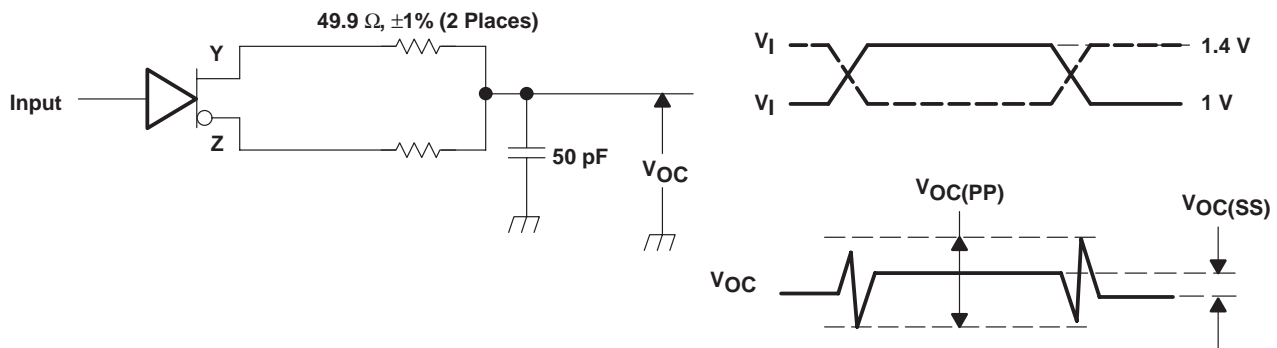 49.9 Ω, ±1% (2 Places)
Y
Input
Z
50 pF
VOC
VI
1.4 V
VI
1 V
VOC(PP)
VOC(SS)
VOC